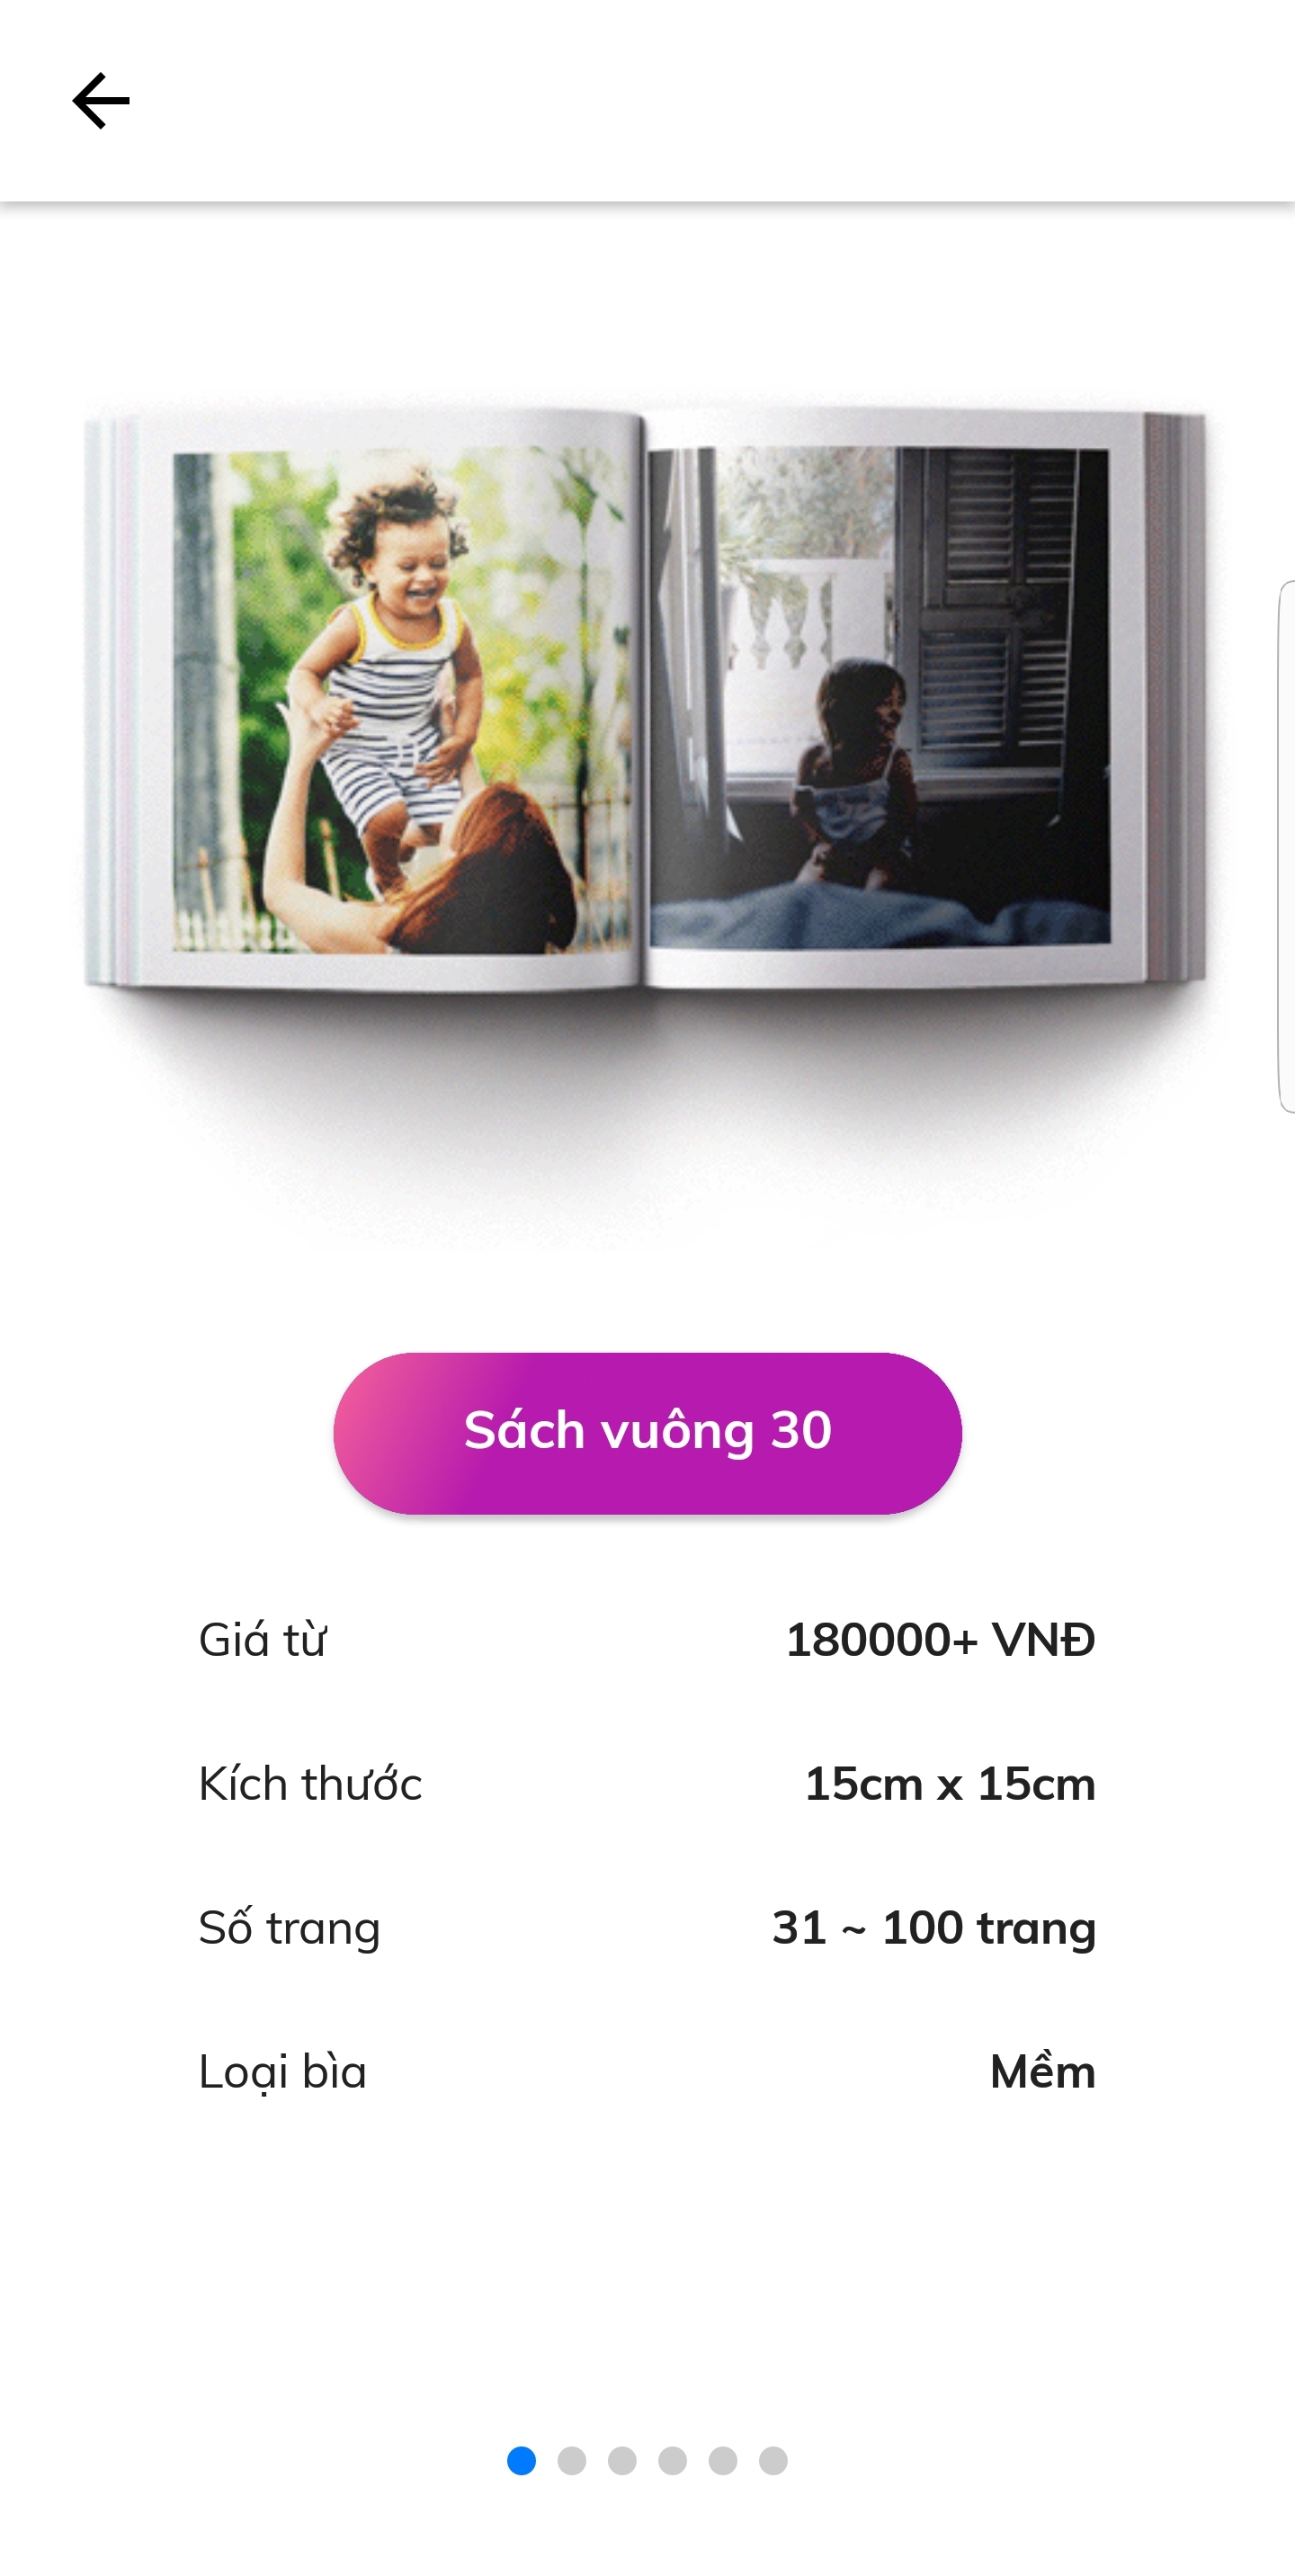 Sách vuông 30
Giá từ 180000+ VNĐ
Kích thước 15cm x 15cm
Số trang 31 ~ 100 trang
Loại bìa Mềm